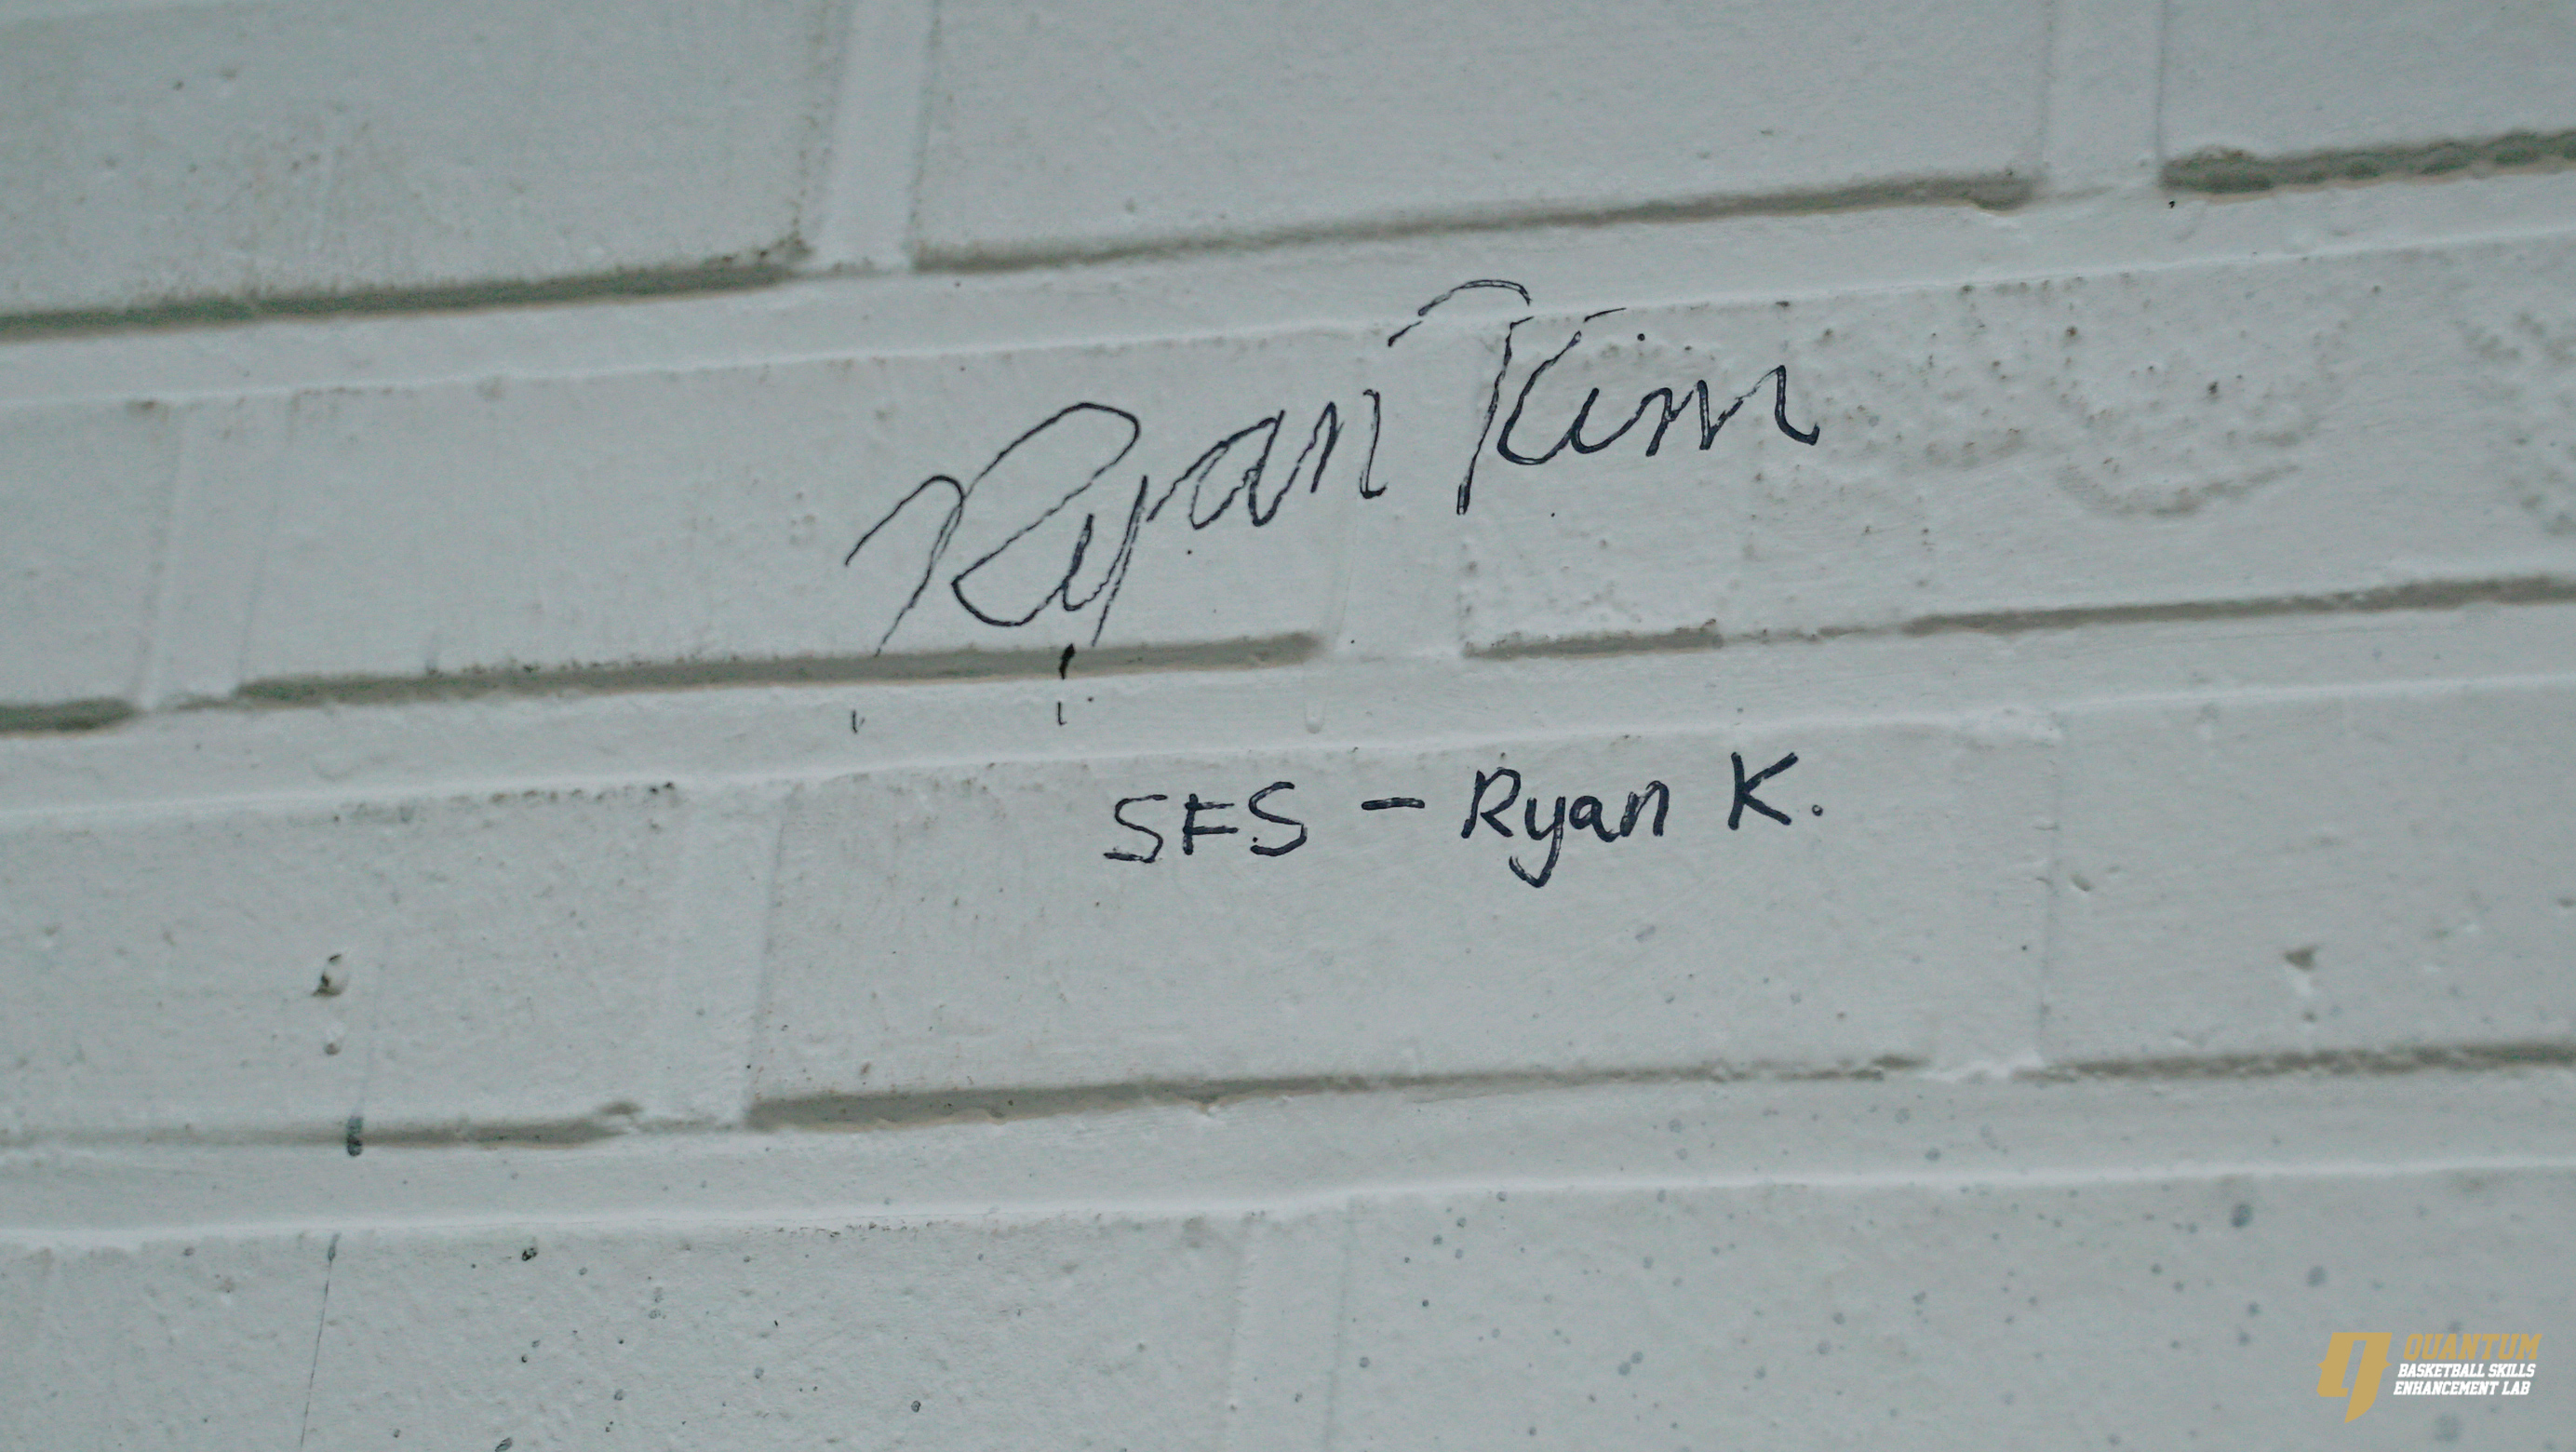 Ryan Kim
SFS - Ryan K.
QUANTUM
BASKETBALL SKILLS
ENHANCEMENT LAB